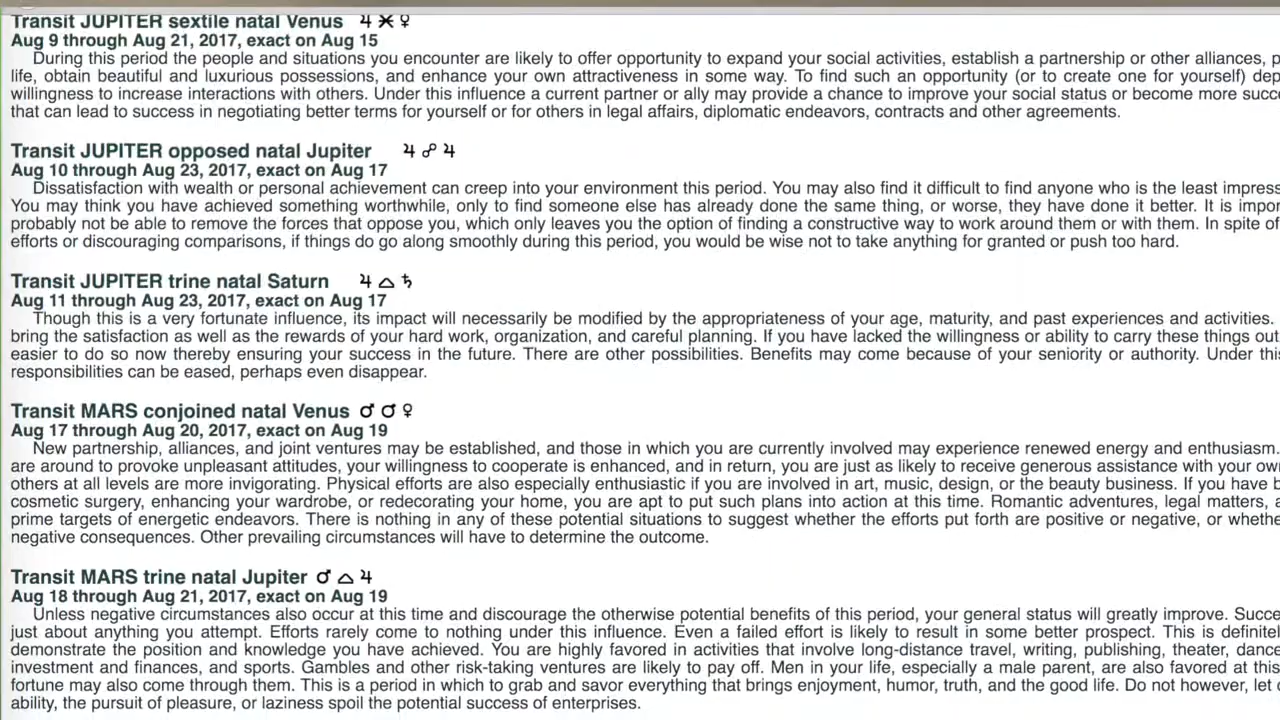 Transit JUPITER sextile natal Venus ♃ ⚹ ♀
Aug 9 through Aug 21, 2017, exact on Aug 15
During this period the people and situations you encounter are likely to offer opportunity to expand your social activities, establish a partnership or other alliances,
life, obtain beautiful and luxurious possessions, and enhance your own attractiveness in some way. To find such an opportunity (or to create one for yourself)
willingness to increase interactions with others. Under this influence a current partner or ally may provide a chance to improve your social status or become more
that can lead to success in negotiating better terms for yourself or for others in legal affairs, diplomatic endeavors, contracts and other agreements.
Transit JUPITER opposed natal Jupiter ♃ ☍ ♃
Aug 10 through Aug 23, 2017, exact on Aug 17
Dissatisfaction with wealth or personal achievement can creep into your environment this period. You may also find it difficult to find anyone who is the least impress
You may think you have achieved something worthwhile, only to find someone else has already done the same thing, or worse, they have done it better. It is impor
probably not be able to remove the forces that oppose you, which only leaves you the option of finding a constructive way to work around them or with them. In spite of
efforts or discouraging comparisons, if things do go along smoothly during this period, you would be wise not to take anything for granted or push too hard.
Transit JUPITER trine natal Saturn ♃ △ ♄
Aug 11 through Aug 23, 2017, exact on Aug 17
Though this is a very fortunate influence, its impact will necessarily be modified by the appropriateness of your age, maturity, and past experiences and activities.
bring the satisfaction as well as the rewards of your hard work, organization, and careful planning. If you have lacked the willingness or ability to carry these things out
easier to do so now thereby ensuring your success in the future. There are other possibilities. Benefits may come because of your seniority or authority. Under
responsibilities can be eased, perhaps even disappear.
Transit MARS conjoined natal Venus ♂ ☌ ♀
Aug 17 through Aug 20, 2017, exact on Aug 19
New partnership, alliances, and joint ventures may be established, and those in which you are currently involved may experience renewed energy and enthusiasm.
are around to provoke unpleasant attitudes, your willingness to cooperate is enhanced, and in return, you are just as likely to receive generous assistance with your
others at all levels are more invigorating. Physical efforts are also especially enthusiastic if you are involved in art, music, design, or the beauty business. If you have
cosmetic surgery, enhancing your wardrobe, or redecorating your home, you are apt to put such plans into action at this time. Romantic adventures, legal matters,
prime targets of energetic endeavors. There is nothing in any of these potential situations to suggest whether the efforts put forth are positive or negative, or
negative consequences. Other prevailing circumstances will have to determine the outcome.
Transit MARS trine natal Jupiter ♂ △ ♃
Aug 18 through Aug 21, 2017, exact on Aug 19
Unless negative circumstances also occur at this time and discourage the otherwise potential benefits of this period, your general status will greatly improve.
just about anything you attempt. Efforts rarely come to nothing under this influence. Even a failed effort is likely to result in some better prospect. This is
demonstrate the position and knowledge you have achieved. You are highly favored in activities that involve long-distance travel, writing, publishing, theater, dance
investment and finances, and sports. Gambles and other risk-taking ventures are likely to pay off. Men in your life, especially a male parent, are also favored at this
fortune may also come through them. This is a period in which to grab and savor everything that brings enjoyment, humor, truth, and the good life. Do not however, let
ability, the pursuit of pleasure, or laziness spoil the potential success of enterprises.